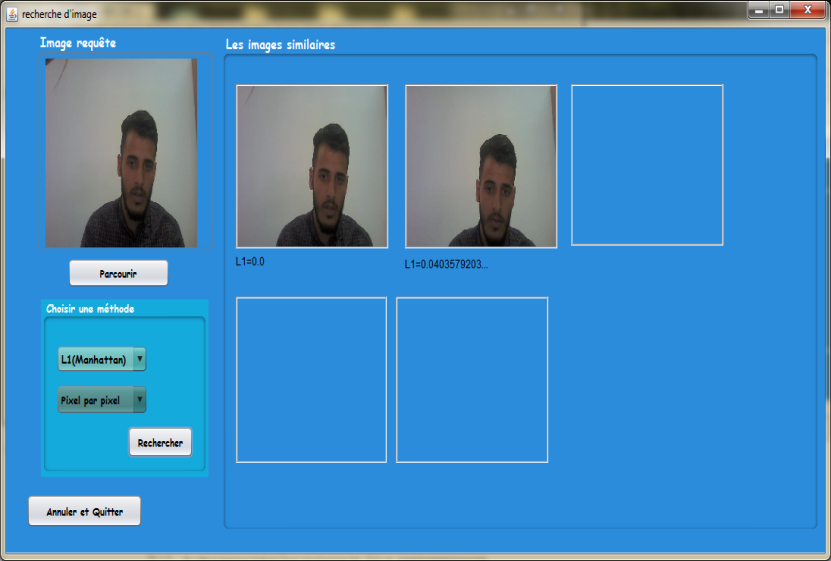 recherche d'image
Image requête
Les images similaires
L1=0.0
L1=0.0403579203...
Parcourir
Choisir une méthode
L1(Manhattan)
Pixel par pixel
Rechercher
Annuler et Quitter